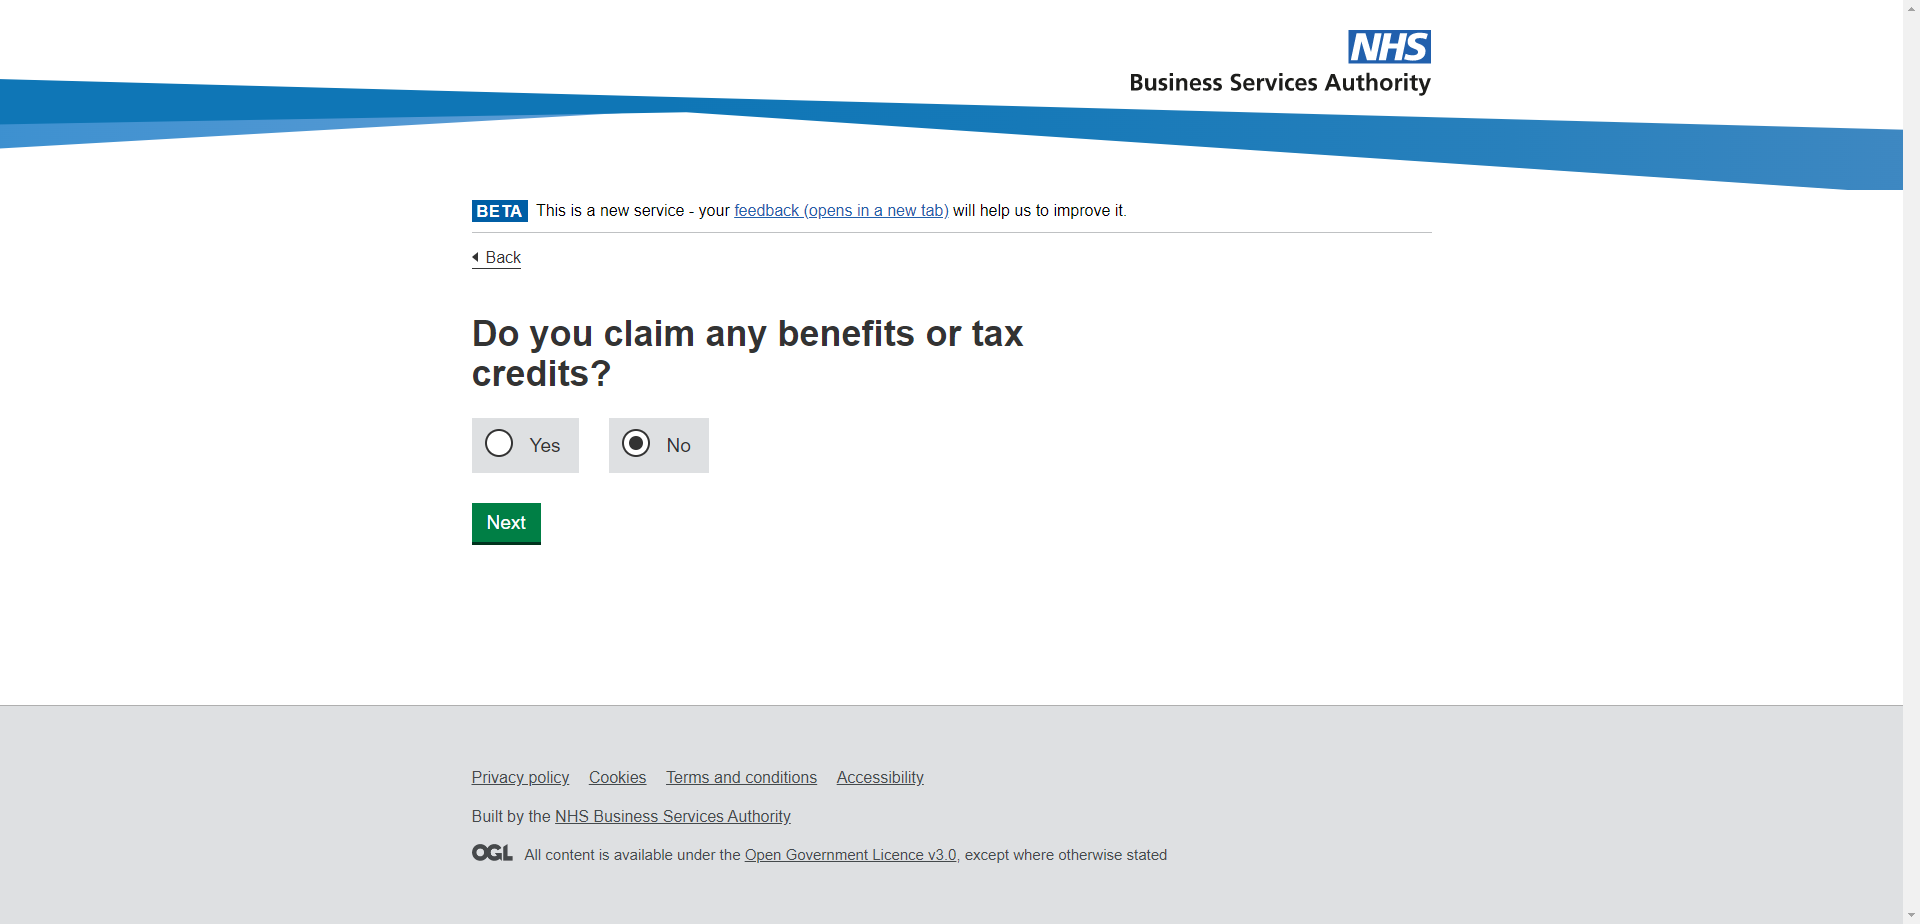 NHS
Business Services Authority
BETA This is a new service - your feedback (opens in a new tab) will help us to improve it.
Back
Do you claim any benefits or tax
credits?
Yes No
Next
Privacy policy Cookies Terms and conditions Accessibility
Built by the NHS Business Services Authority
OGL All content is available under the Open Government Licence v3.0, except where otherwise stated